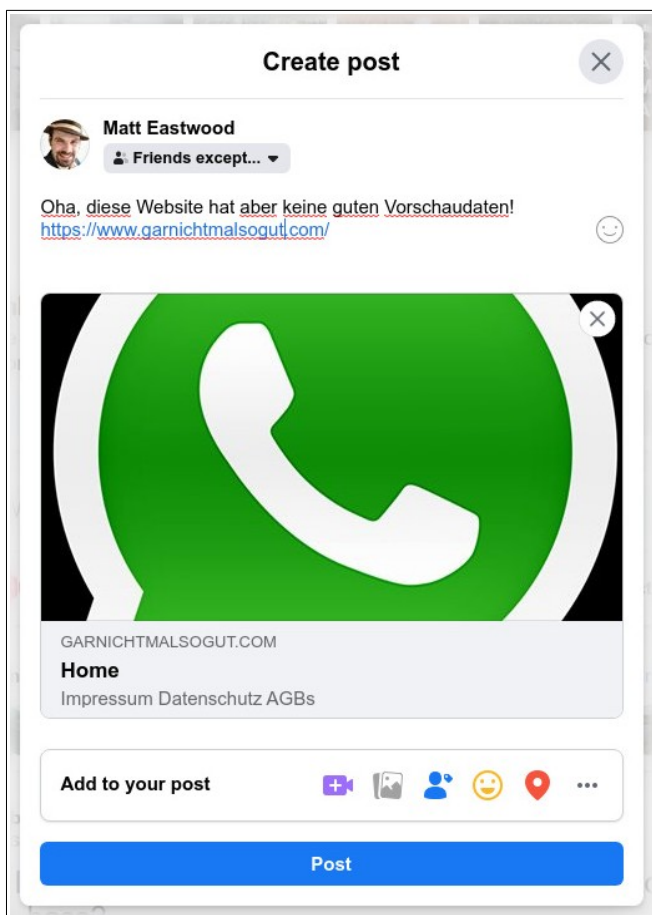 Create post
Matt Eastwood
Friends except...
Oha, diese Website hat aber keine guten Vorschaudaten!
https://www.garnichtmalsogut.com/
GARNICHTMALSOGUT.COM
Home
Impressum Datenschutz AGBs
Add to your post
Post